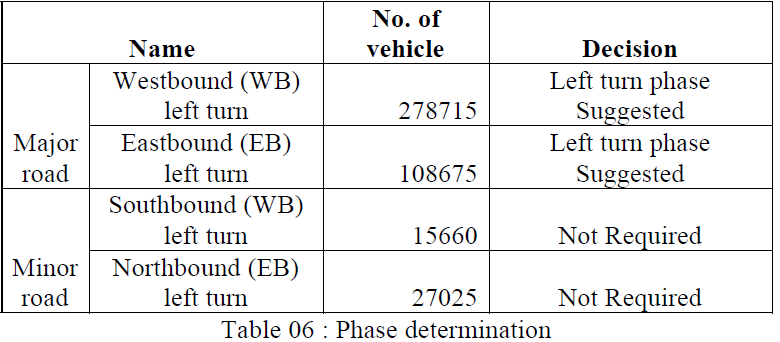 Name No. of vehicle Decision
Major road
Westbound (WB)
left turn 278715 Left turn phase
Suggested
Eastbound (EB)
left turn 108675 Left turn phase
Suggested
Minor road
Southbound (WB)
left turn 15660 Not Required
Northbound (EB)
left turn 27025 Not Required
Table 06 : Phase determination